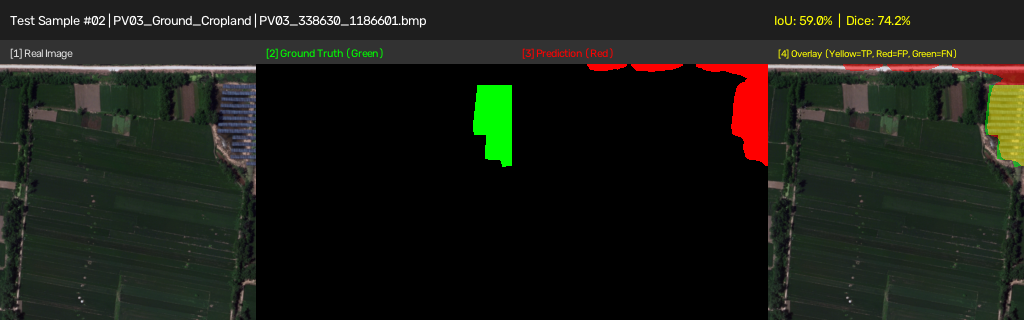 Test Sample #02 | PV03_Ground_Cropland | PV03_338630_1186601.bmp
IoU: 59.0% | Dice: 74.2%
[1] Real Image
[2] Ground Truth (Green)
[3] Prediction (Red)
[4] Overlay (Yellow=TP, Red=FP, Green=FN)